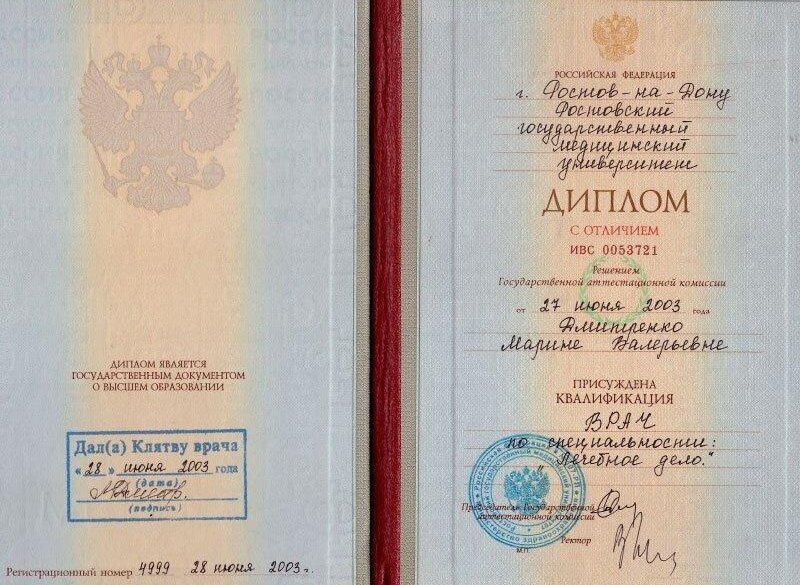 ДИПЛОМ ЯВЛЯЕТСЯ
ГОСУДАРСТВЕННЫМ ДОКУМЕНТОМ
О ВЫСШЕМ ОБРАЗОВАНИИ
Дал(а) Клятву врача
« 28 » июня 2003 года
(дата)
(подпись)
Регистрационный номер 4999 28 июня 2003 г.
РОССИЙСКАЯ ФЕДЕРАЦИЯ
г. Ростов-на-Дону
Ростовский
государственный
медицинский
университет
ДИПЛОМ
С ОТЛИЧИЕМ
ИВС 0053721
Решением
Государственной аттестационной комиссии
от 27 июня 2003 года
Дмитренко
Марине Валерьевне
ПРИСУЖДЕНА
КВАЛИФИКАЦИЯ
ВРАЧ
по специальности:
"Лечебное дело."
Председатель Государственной
аттестационной комиссии
Ректор
М.П.